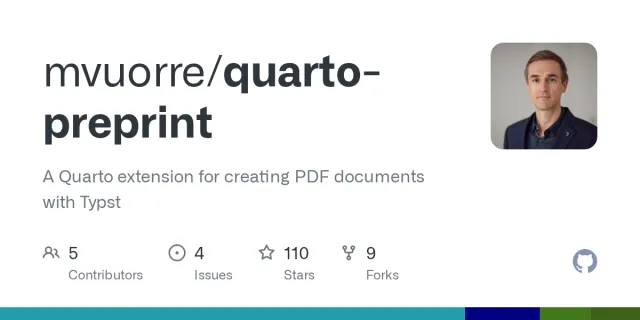 mvuorre/quarto-
preprint
A Quarto extension for creating PDF documents
with Typst
5 4 110 9
Contributors Issues Stars Forks